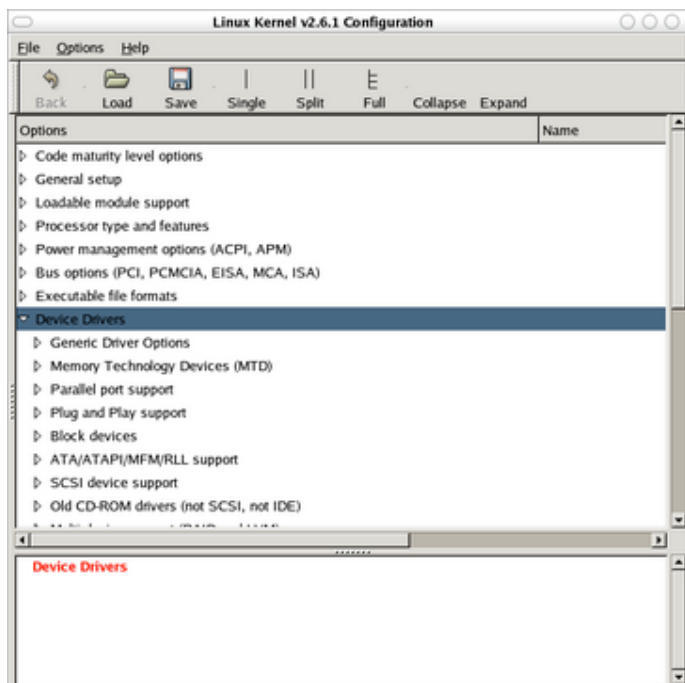 Linux Kernel v2.6.1 Configuration
File Options Help
Back Load Save Single Split Full Collapse Expand
Options Name
Code maturity level options
General setup
Loadable module support
Processor type and features
Power management options (ACPI, APM)
Bus options (PCI, PCMCIA, EISA, MCA, ISA)
Executable file formats
Device Drivers
Generic Driver Options
Memory Technology Devices (MTD)
Parallel port support
Plug and Play support
Block devices
ATA/ATAPI/MFM/RLL support
SCSI device support
Old CD-ROM drivers (not SCSI, not IDE)
Device Drivers